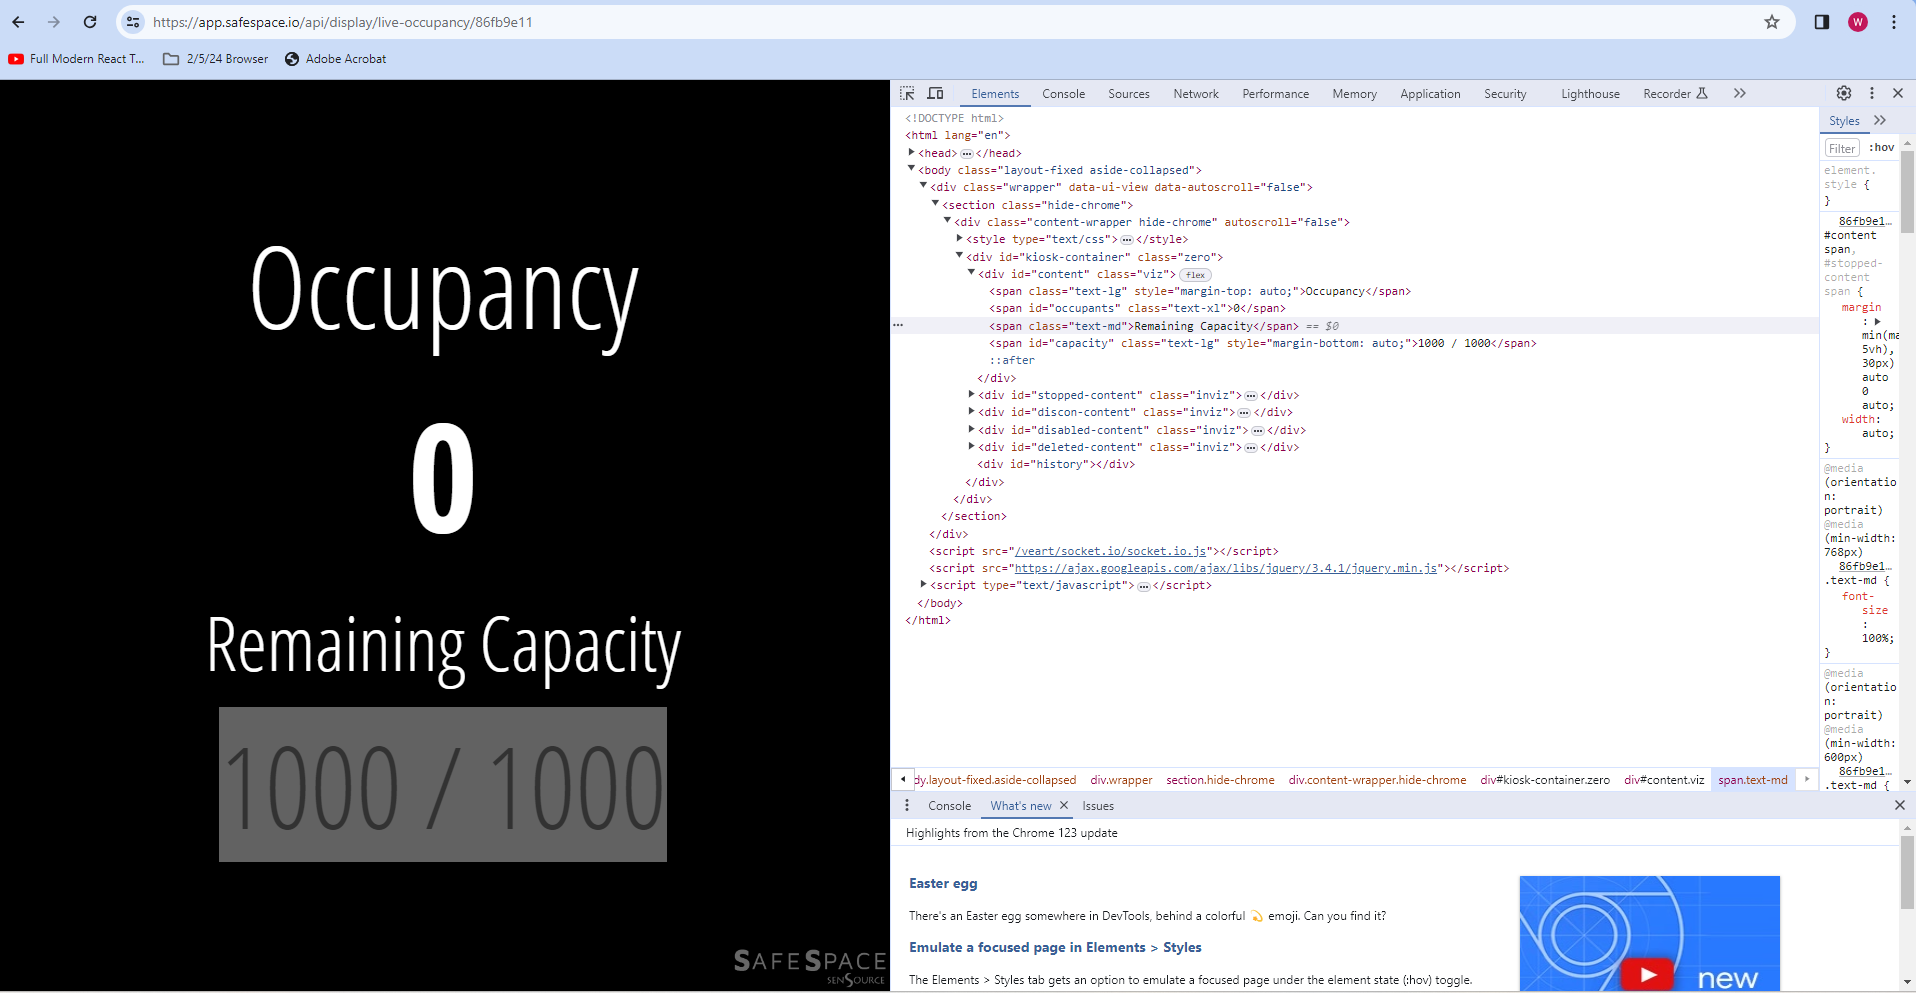 https://app.safespace.io/api/display/live-occupancy/86fb9e11
W
Full Modern React T...
2/5/24 Browser
Adobe Acrobat
Occupancy
0
Remaining Capacity
1000 / 1000
SAFESPACE
SENSOURCE
Elements Console Sources Network Performance Memory Application Security Lighthouse Recorder
<!DOCTYPE html>
<html lang="en">
<head> ... </head>
<body class="layout-fixed aside-collapsed">
<div class="wrapper" data-ui-view data-autoscroll="false">
<section class="hide-chrome">
<div class="content-wrapper hide-chrome" autoscroll="false">
<style type="text/css"> ... </style>
<div id="kiosk-container" class="zero">
<div id="content" class="viz"> flex
<span class="text-lg" style="margin-top: auto;">Occupancy</span>
<span id="occupants" class="text-xl">0</span>
... <span class="text-md">Remaining Capacity</span> == $0
<span id="capacity" class="text-lg" style="margin-bottom: auto;">1000 / 1000</span>
::after
</div>
<div id="stopped-content" class="inviz"> ... </div>
<div id="discon-content" class="inviz"> ... </div>
<div id="disabled-content" class="inviz"> ... </div>
<div id="deleted-content" class="inviz"> ... </div>
<div id="history"></div>
</div>
</div>
</section>
</div>
<script src="/veart/socket.io/socket.io.js"></script>
<script src="https://ajax.googleapis.com/ajax/libs/jquery/3.4.1/jquery.min.js"></script>
<script type="text/javascript"> ... </script>
</body>
</html>
Styles
Filter :hov
element.
style {
}
86fb9e1...
#content
span,
#stopped-
content
span {
margin
:
min(ma
5vh),
30px)
auto
0
auto;
width:
auto;
}
@media
(orientatio
n:
portrait)
@media
(min-width:
768px)
86fb9e1...
.text-md {
font-
size
:
100%;
}
@media
(orientatio
n:
portrait)
@media
(min-width:
600px)
86fb9e1...
.text-md {
dy.layout-fixed.aside-collapsed div.wrapper section.hide-chrome div.content-wrapper.hide-chrome div#kiosk-container.zero div#content.viz span.text-md
Console What's new Issues
Highlights from the Chrome 123 update
Easter egg
There's an Easter egg somewhere in DevTools, behind a colorful 💫 emoji. Can you find it?
Emulate a focused page in Elements > Styles
The Elements > Styles tab gets an option to emulate a focused page under the element state (:hov) toggle.
new